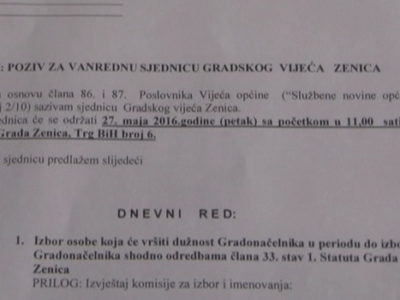 : POZIV ZA VANREDNU SJEDNICU GRADSKOG VIJEĆA ZENICA
osnovu člana 86. i 87. Poslovnika Vijeća općine ("Službene novine opć
j 2/10) sazivam sjednicu Gradskog vijeća Zenica.
ednica će se održati 27. maja 2016.godine (petak) sa početkom u 11,00 sati
Grada Zenica, Trg BiH broj 6.
sjednicu predlažem slijedeći
DNEVNI RED:
1. Izbor osobe koja će vršiti dužnost Gradonačelnika u periodu do izbo
Gradonačelnika shodno odredbama člana 33. stav 1. Statuta Grada
Zenica
PRILOG: Izvještaj komisije za izbor i imenovanja: